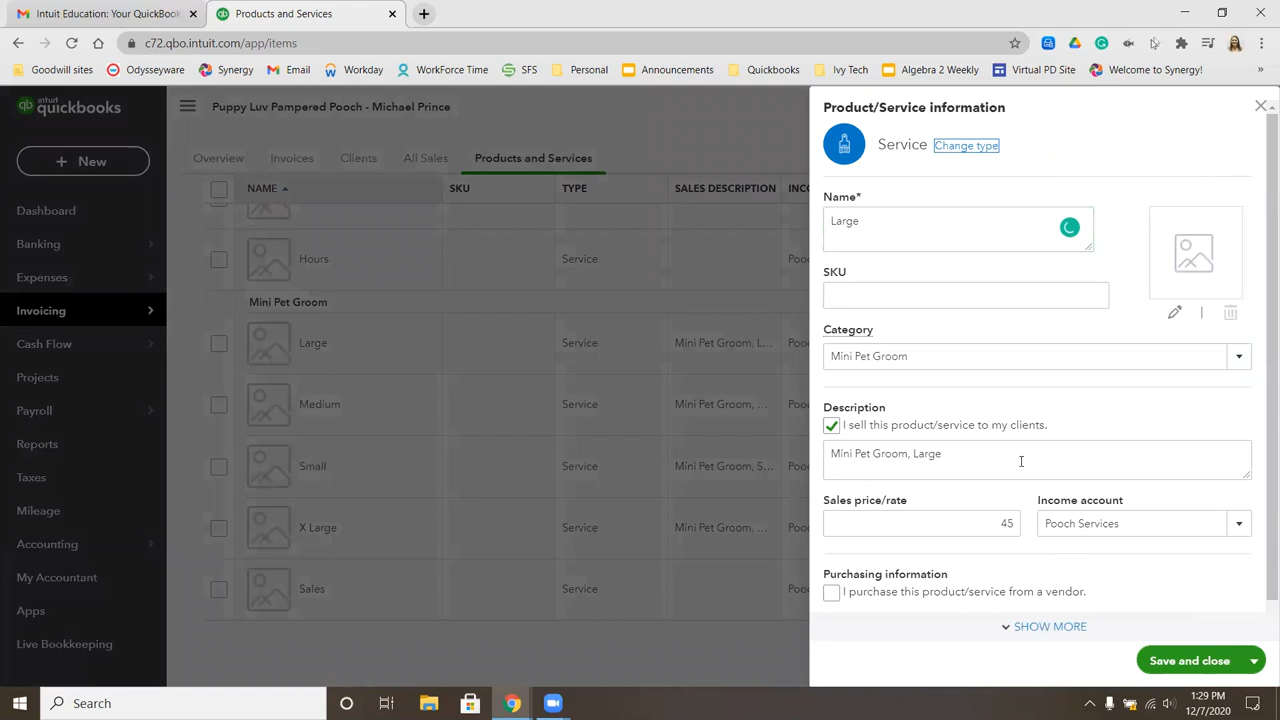 Intuit Education: Your QuickBook
Products and Services
c72.qbo.intuit.com/app/items
Goodwill sites
Odysseyware
Synergy
Email
Workday
WorkForce Time
SFS
Personal
Announcements
Quickbooks
Ivy Tech
Algebra 2 Weekly
Virtual PD Site
Welcome to Synergy!
»
qb
intuit
quickbooks
Puppy Luv Pampered Pooch - Michael Prince
+ New
Dashboard
Banking
Expenses
Invoicing
Cash Flow
Projects
Payroll
Reports
Taxes
Mileage
Accounting
My Accountant
Apps
Live Bookkeeping
Overview
Invoices
Clients
All Sales
Products and Services
NAME
SKU
TYPE
SALES DESCRIPTION
INCO
Hours
Service
Pooc
Mini Pet Groom
Large
Service
Mini Pet Groom, L...
Pooc
Medium
Service
Mini Pet Groom, ...
Pooc
Small
Service
Mini Pet Groom, S...
Pooc
X Large
Service
Mini Pet Groom, ...
Pooc
Sales
Service
Pooc
Product/Service information
Service Change type
Name*
Large
SKU
Category
Mini Pet Groom
Description
I sell this product/service to my clients.
Mini Pet Groom, Large
Sales price/rate
Income account
45
Pooch Services
Purchasing information
I purchase this product/service from a vendor.
SHOW MORE
Save and close
Search
1:29 PM
12/7/2020